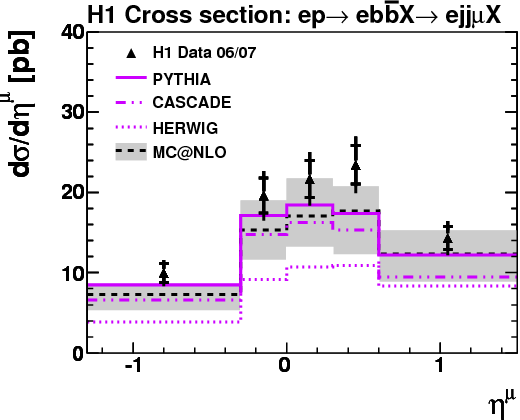 H1 Cross section: ep→ ebb̅X→ ejjμX
dσ/dη^μ [pb]
40
30
20
10
0
H1 Data 06/07
PYTHIA
CASCADE
HERWIG
MC@NLO
-1 0 1
η^μ